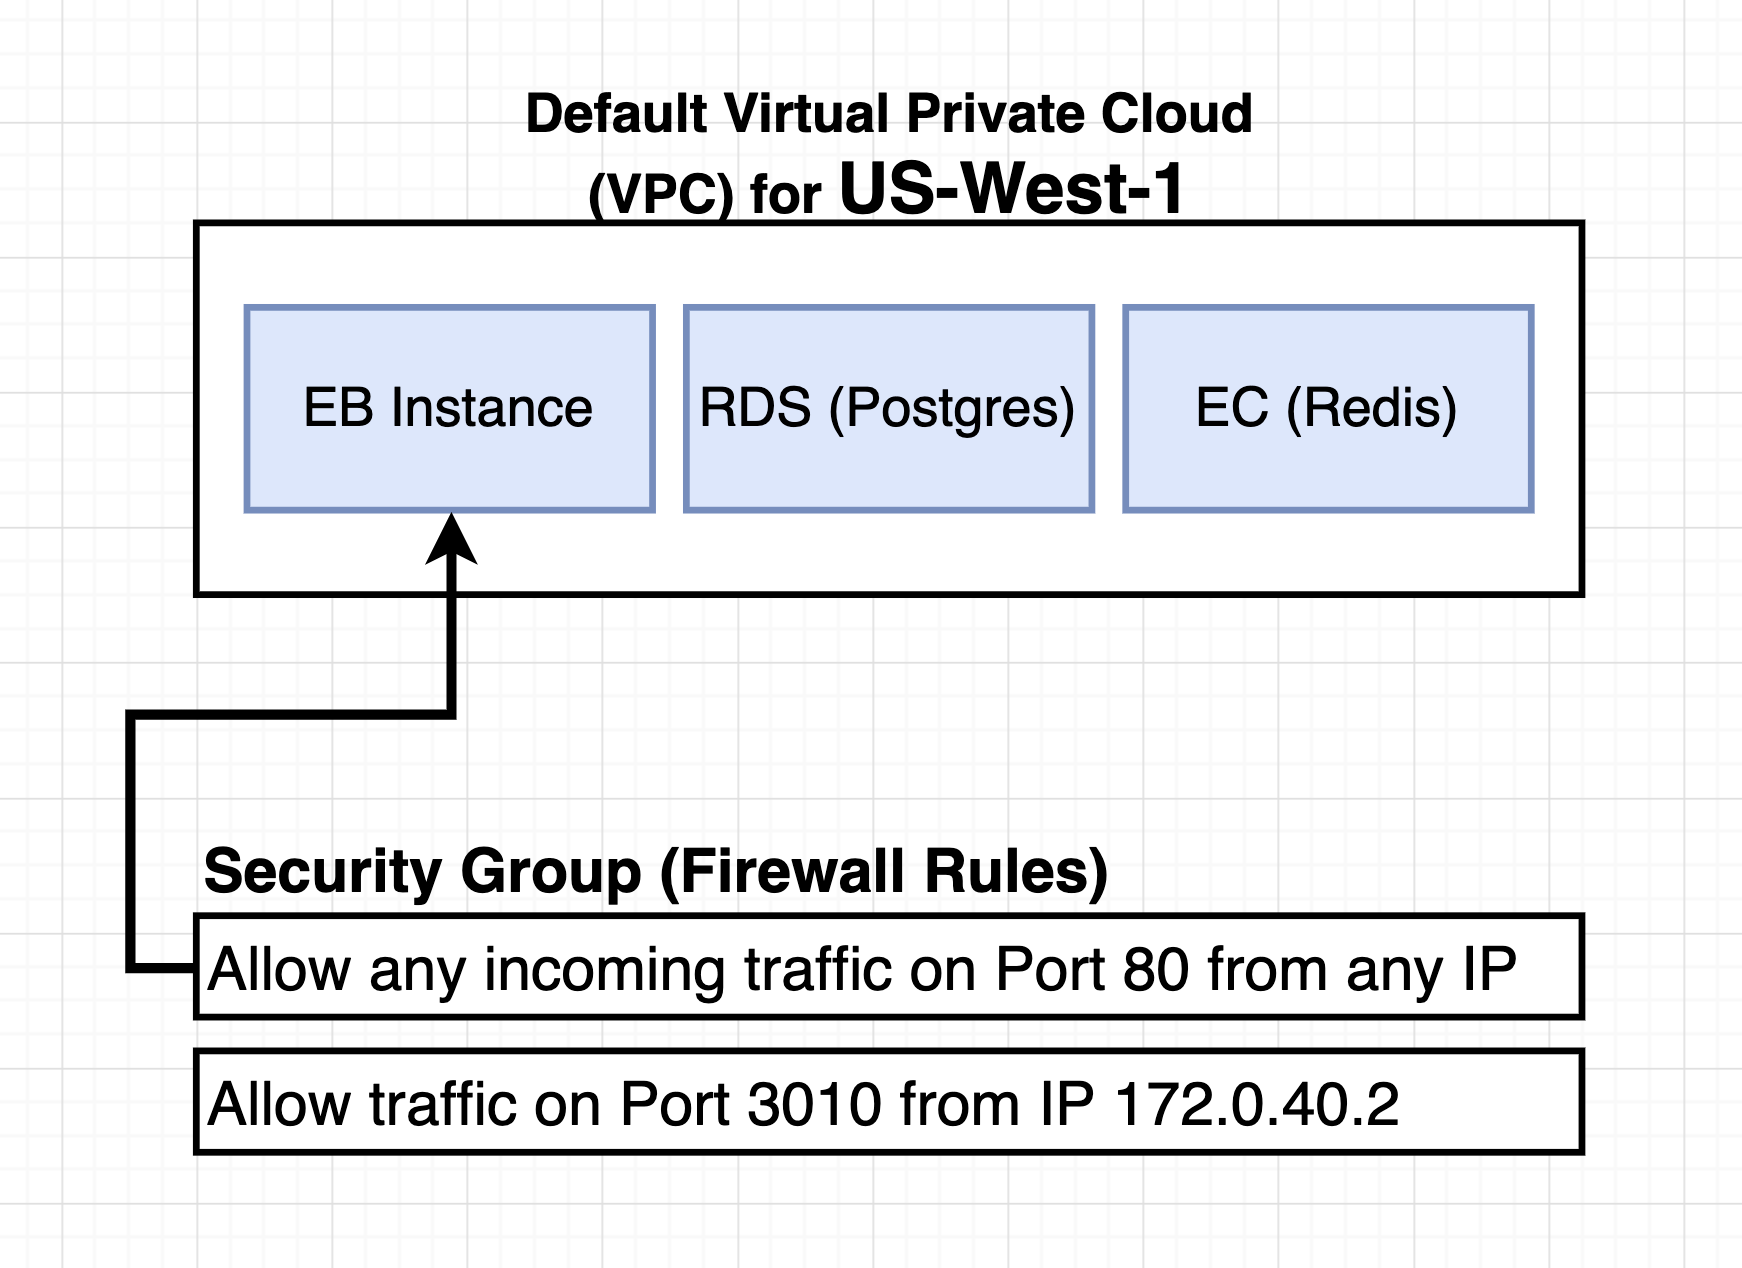 Default Virtual Private Cloud
(VPC) for US-West-1
EB Instance
RDS (Postgres)
EC (Redis)
Security Group (Firewall Rules)
Allow any incoming traffic on Port 80 from any IP
Allow traffic on Port 3010 from IP 172.0.40.2